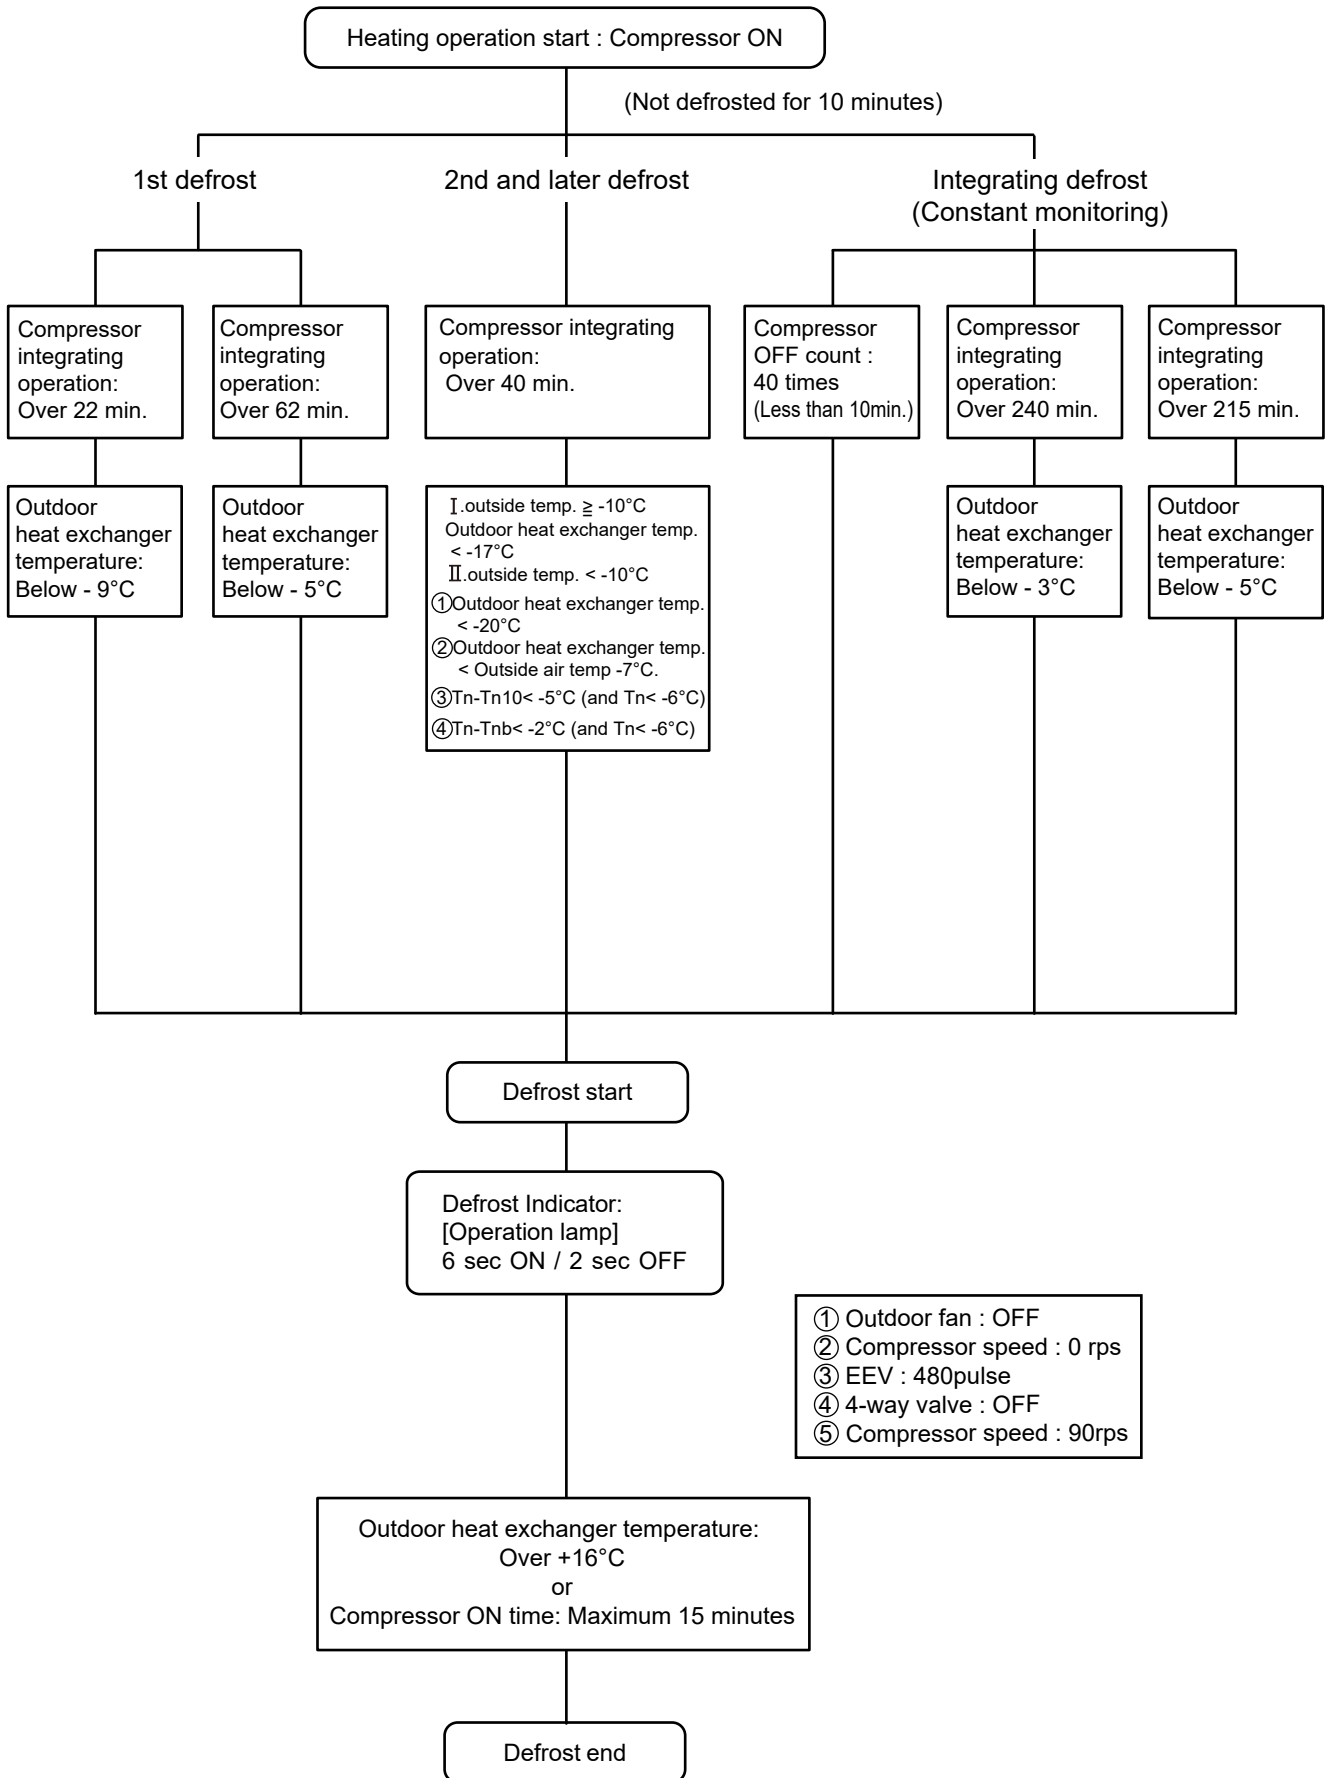 Heating operation start : Compressor ON
(Not defrosted for 10 minutes)
1st defrost
2nd and later defrost
Integrating defrost
(Constant monitoring)
Compressor
integrating
operation:
Over 22 min.
Compressor
integrating
operation:
Over 62 min.
Compressor integrating
operation:
Over 40 min.
Compressor
OFF count :
40 times
(Less than 10min.)
Compressor
integrating
operation:
Over 240 min.
Compressor
integrating
operation:
Over 215 min.
Outdoor
heat exchanger
temperature:
Below - 9°C
Outdoor
heat exchanger
temperature:
Below - 5°C
Ⅰ.outside temp. ≧ -10°C
Outdoor heat exchanger temp.
< -17°C
Ⅱ.outside temp. < -10°C
①Outdoor heat exchanger temp.
< -20°C
②Outdoor heat exchanger temp.
< Outside air temp -7°C.
③Tn-Tn10< -5°C (and Tn< -6°C)
④Tn-Tnb< -2°C (and Tn< -6°C)
Outdoor
heat exchanger
temperature:
Below - 3°C
Outdoor
heat exchanger
temperature:
Below - 5°C
Defrost start
Defrost Indicator:
[Operation lamp]
6 sec ON / 2 sec OFF
① Outdoor fan : OFF
② Compressor speed : 0 rps
③ EEV : 480pulse
④ 4-way valve : OFF
⑤ Compressor speed : 90rps
Outdoor heat exchanger temperature:
Over +16°C
or
Compressor ON time: Maximum 15 minutes
Defrost end